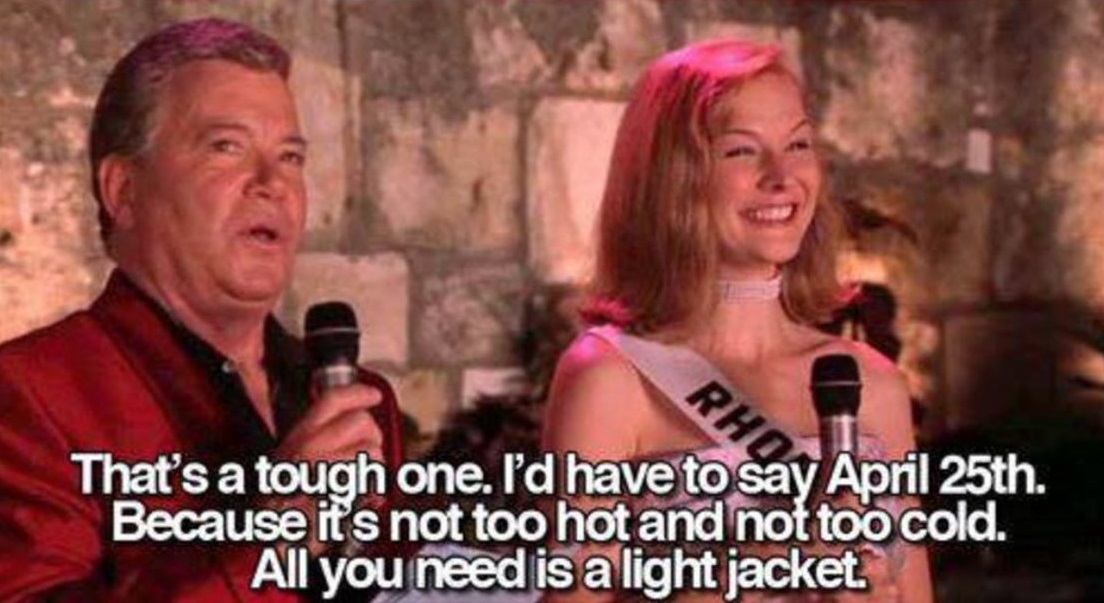 RHO
That's a tough one. I'd have to say April 25th.
Because it's not too hot and not too cold.
All you need is a light jacket.